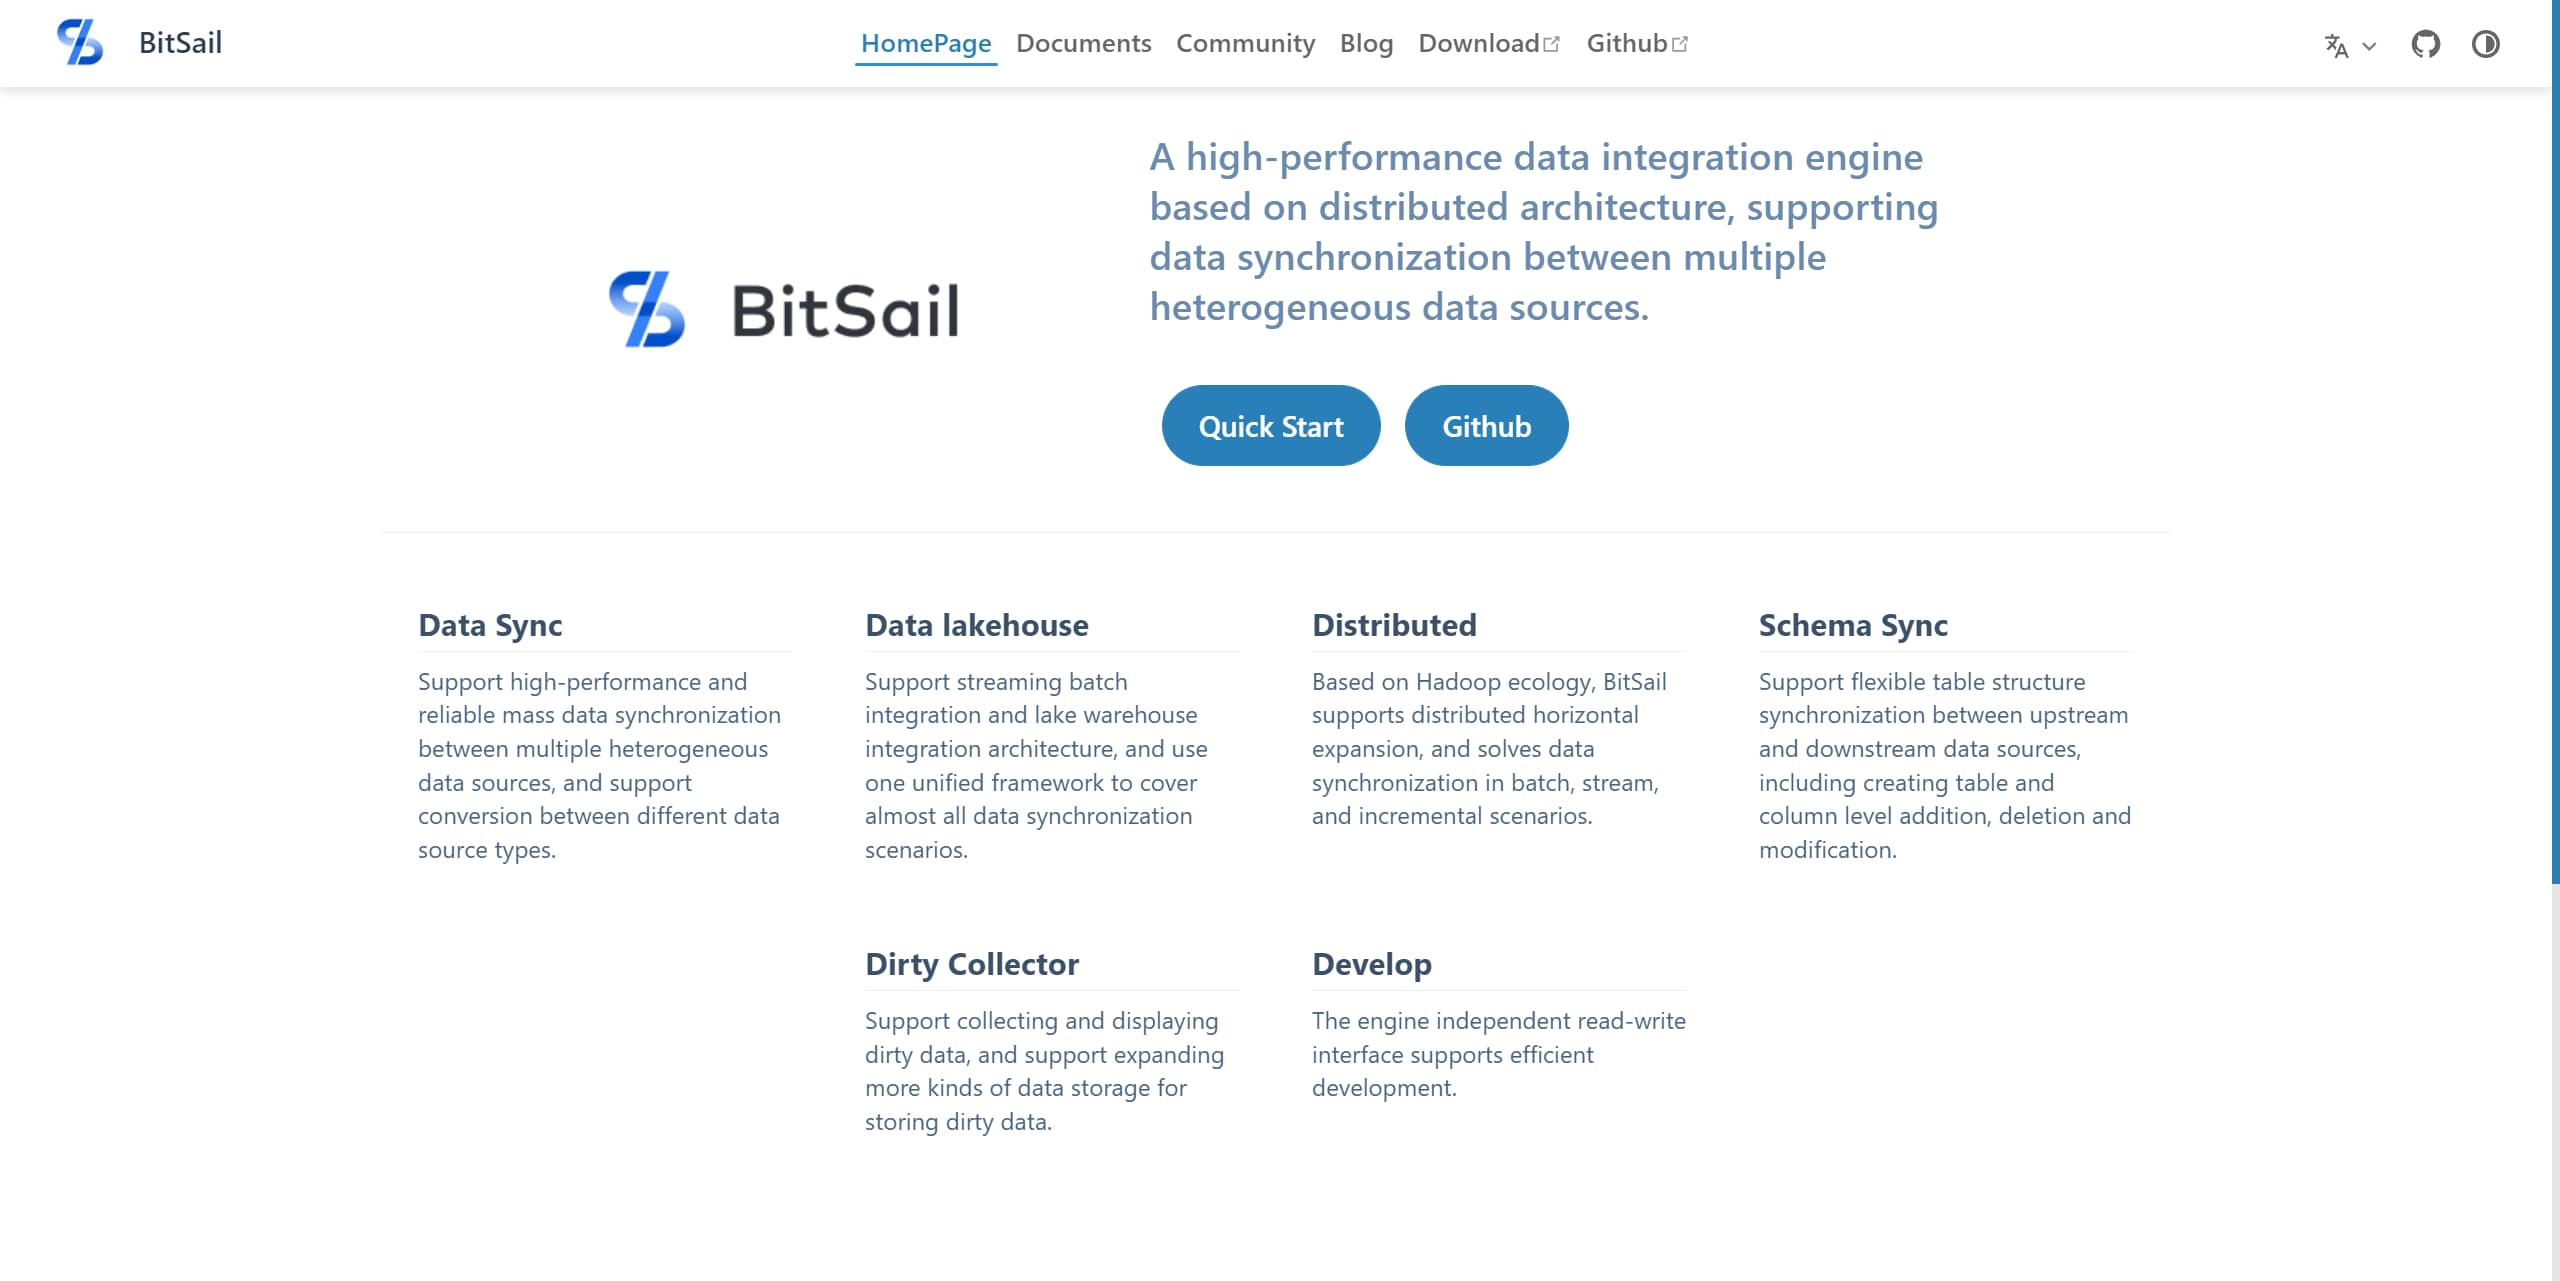 BitSail
HomePage
Documents
Community
Blog
Download
Github
A high-performance data integration engine
based on distributed architecture, supporting
data synchronization between multiple
heterogeneous data sources.
BitSail
Quick Start
Github
Data Sync
Support high-performance and
reliable mass data synchronization
between multiple heterogeneous
data sources, and support
conversion between different data
source types.
Data lakehouse
Support streaming batch
integration and lake warehouse
integration architecture, and use
one unified framework to cover
almost all data synchronization
scenarios.
Distributed
Based on Hadoop ecology, BitSail
supports distributed horizontal
expansion, and solves data
synchronization in batch, stream,
and incremental scenarios.
Schema Sync
Support flexible table structure
synchronization between upstream
and downstream data sources,
including creating table and
column level addition, deletion and
modification.
Dirty Collector
Support collecting and displaying
dirty data, and support expanding
more kinds of data storage for
storing dirty data.
Develop
The engine independent read-write
interface supports efficient
development.